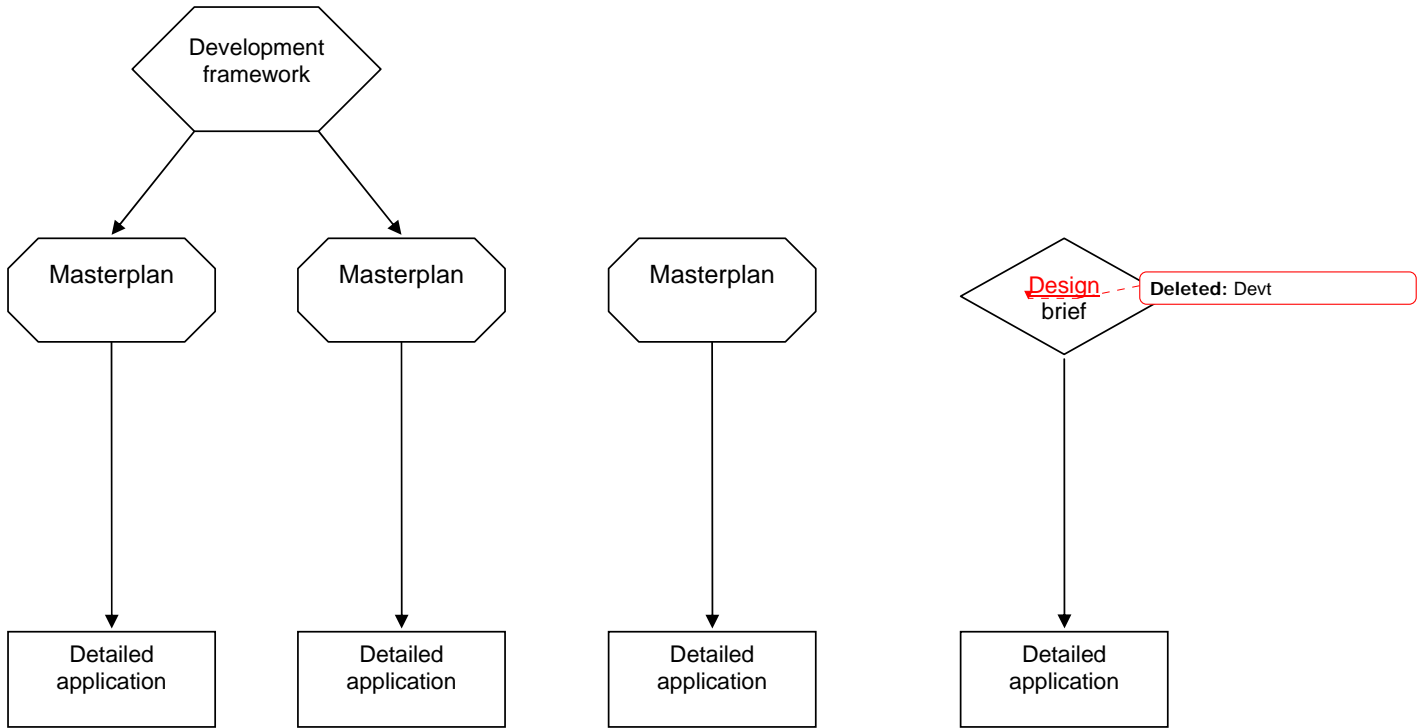 Development
framework
Masterplan
Masterplan
Masterplan
Design
brief
Deleted: Devt
Detailed
application
Detailed
application
Detailed
application
Detailed
application